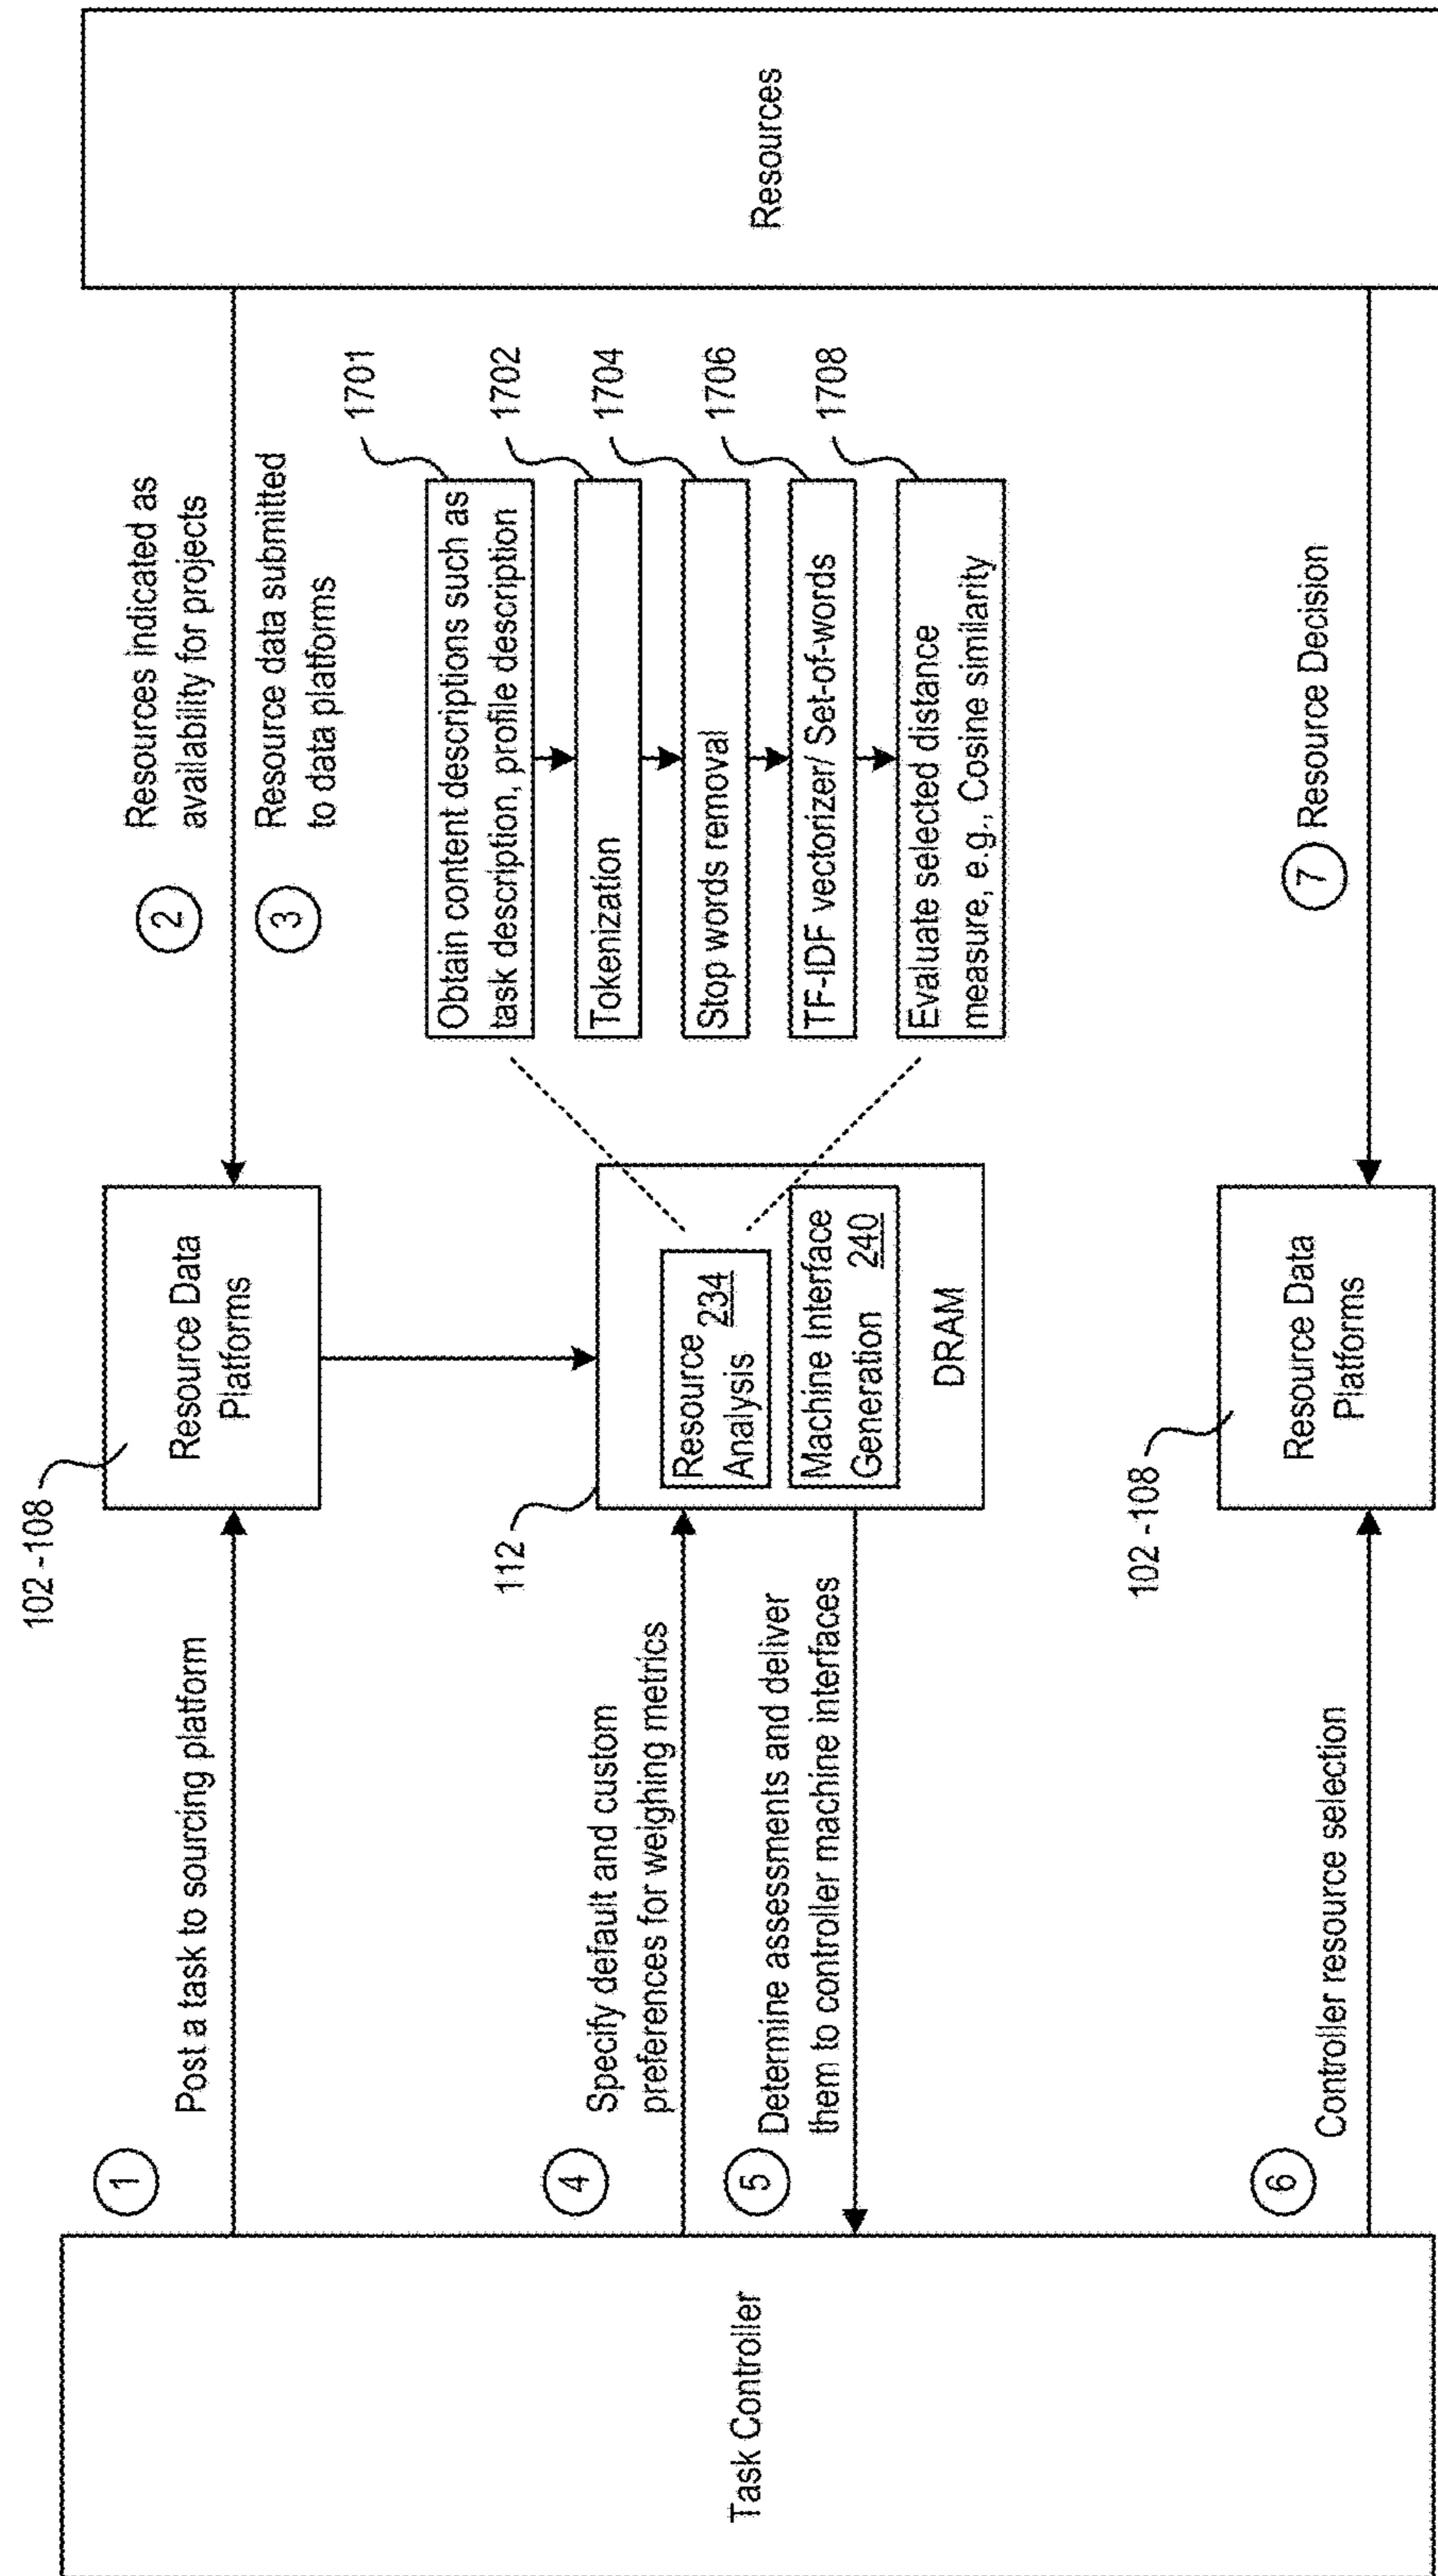 Task Controller
1
Post a task to sourcing platform
102 -108
Resource Data
Platforms
2
Resources indicated as
availability for projects
3
Resource data submitted
to data platforms
Resources
4
Specify default and custom
preferences for weighing metrics
5
Determine assessments and deliver
them to controller machine interfaces
112
Resource
Analysis 234
Machine Interface
Generation 240
DRAM
Obtain content descriptions such as
task description, profile description
1701
Tokenization
1702
Stop words removal
1704
TF-IDF vectorizer/ Set-of-words
1706
Evaluate selected distance
measure, e.g., Cosine similarity
1708
6
Controller resource selection
102 -108
Resource Data
Platforms
7
Resource Decision